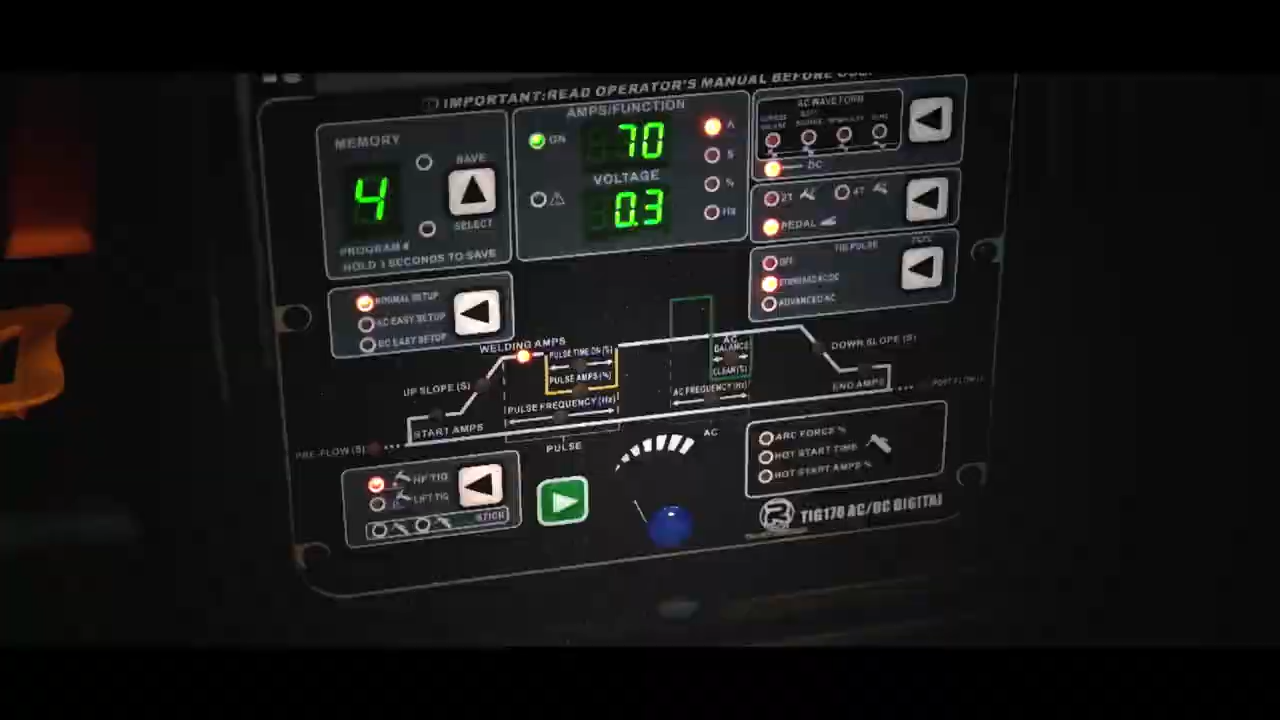 IMPORTANT:READ OPERATOR'S MANUAL BEFORE
MEMORY
SAVE
4
SELECT
PROGRAM #
HOLD 3 SECONDS TO SAVE
AMPS/FUNCTION
ON
70
A
S
%
Hz
VOLTAGE
0.3
AC WAVEFORM
DC
2T
4T
PEDAL
TIG PULSE
OFF
STANDARD AC/DC
ADVANCED AC
NORMAL SETUP
AC EASY SETUP
DC EASY SETUP
WELDING AMPS
PULSE TIME ON (%)
PULSE AMPS (%)
PULSE FREQUENCY (Hz)
UP SLOPE (S)
START AMPS
PRE-FLOW (S)
AC
BALANCE
CLEAN(%)
AC FREQUENCY (Hz)
DOWN SLOPE (S)
END AMPS
POST FLOW
PULSE
AC
HF TIG
LIFT TIG
STICK
ARC FORCE %
HOT START TIME
HOT START AMPS %
R
TIG170 AC/DC DIGITAL